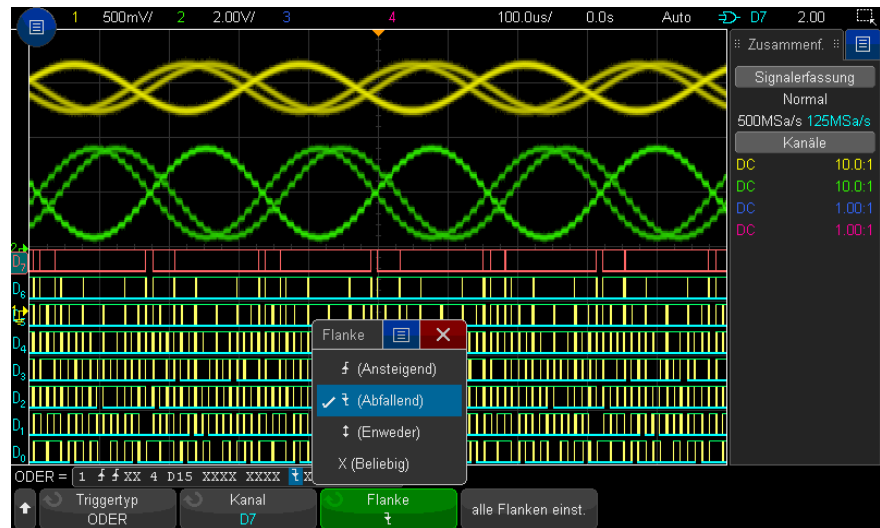 1 500mV/ 2 2.00V/ 3 4 100.0us/ 0.0s Auto D7 2.00
Zusammenf.
Signalerfassung
Normal
500MSa/s 125MSa/s
Kanäle
DC 10.0:1
DC 10.0:1
DC 1.00:1
DC 1.00:1
2
D7
D6
D4
D3
D2
D1
D0
Flanke
(Ansteigend)
(Abfallend)
(Enweder)
X (Beliebig)
ODER = 1 XX 4 D15 XXXX XXXX X
Triggertyp
ODER
Kanal
D7
Flanke
alle Flanken einst.